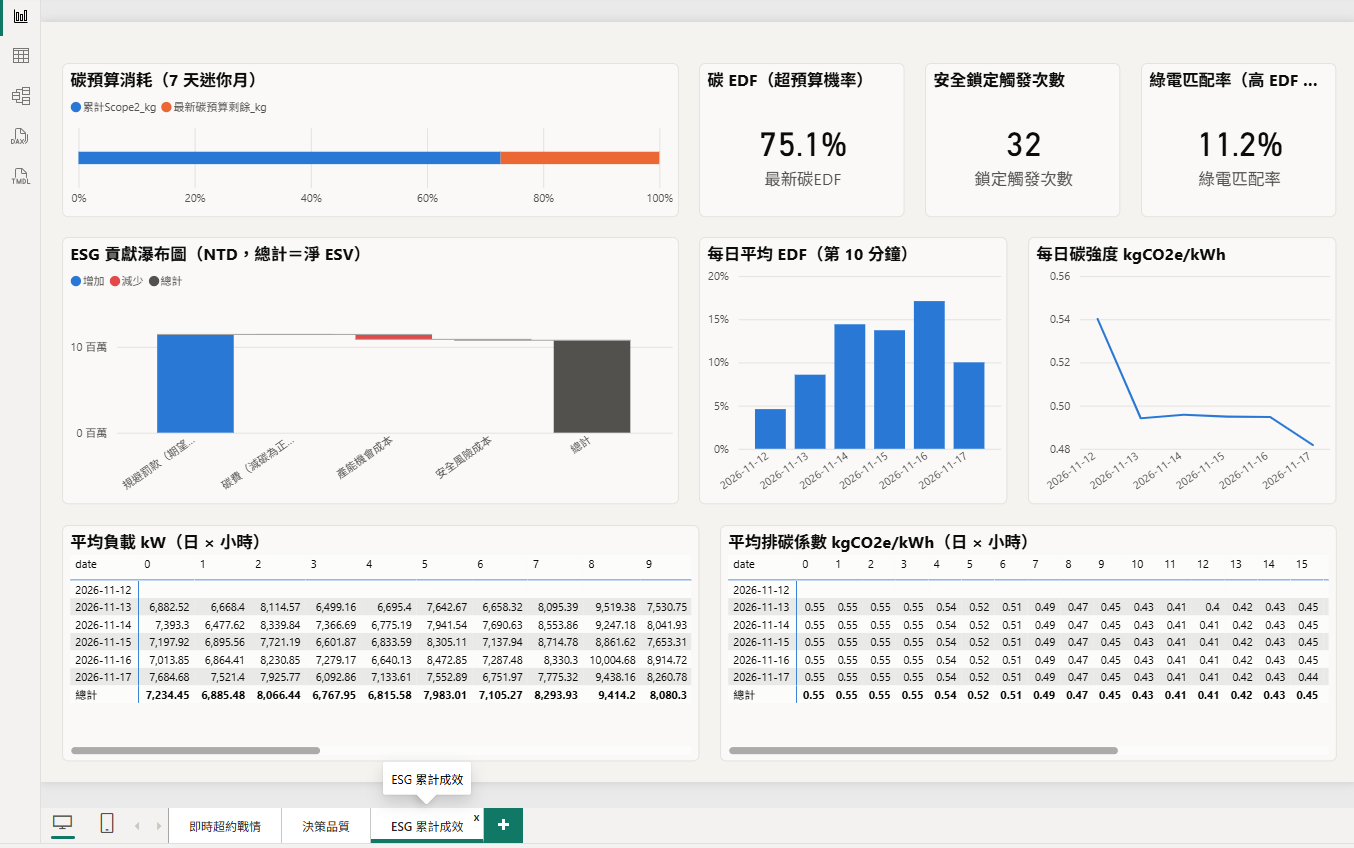 碳預算消耗（7 天迷你月）
累計Scope2_kg 最新碳預算剩餘_kg
0% 20% 40% 60% 80% 100%
碳 EDF（超預算機率）
75.1%
最新碳EDF
安全鎖定觸發次數
32
鎖定觸發次數
綠電匹配率（高 EDF ...
11.2%
綠電匹配率
ESG 貢獻瀑布圖（NTD，總計＝淨 ESV）
增加 減少 總計
10 百萬
0 百萬
規避罰款（期望... 碳費（減碳為正... 產能機會成本 安全風險成本 總計
每日平均 EDF（第 10 分鐘）
20%
15%
10%
5%
0%
2026-11-12 2026-11-13 2026-11-14 2026-11-15 2026-11-16 2026-11-17
每日碳強度 kgCO2e/kWh
0.56
0.54
0.52
0.50
0.48
2026-11-12 2026-11-13 2026-11-14 2026-11-15 2026-11-16 2026-11-17
平均負載 kW（日 × 小時）
date 0 1 2 3 4 5 6 7 8 9
2026-11-12
2026-11-13 6,882.52 6,668.4 8,114.57 6,499.16 6,695.4 7,642.67 6,658.32 8,095.39 9,519.38 7,530.75
2026-11-14 7,393.3 6,477.62 8,339.84 7,366.69 6,775.19 7,941.54 7,690.63 8,553.86 9,247.18 8,041.93
2026-11-15 7,197.92 6,895.56 7,721.19 6,601.87 6,833.59 8,305.11 7,137.94 8,714.78 8,861.62 7,653.31
2026-11-16 7,013.85 6,864.41 8,230.85 7,279.17 6,640.13 8,472.85 7,287.48 8,330.3 10,004.68 8,914.72
2026-11-17 7,684.68 7,521.4 7,925.77 6,092.86 7,133.61 7,552.89 6,751.97 7,775.32 9,438.16 8,260.78
總計 7,234.45 6,885.48 8,066.44 6,767.95 6,815.58 7,983.01 7,105.27 8,293.93 9,414.2 8,080.3
平均排碳係數 kgCO2e/kWh（日 × 小時）
date 0 1 2 3 4 5 6 7 8 9 10 11 12 13 14 15
2026-11-12
2026-11-13 0.55 0.55 0.55 0.55 0.54 0.52 0.51 0.49 0.47 0.45 0.43 0.41 0.4 0.42 0.43 0.45
2026-11-14 0.55 0.55 0.55 0.55 0.54 0.52 0.51 0.49 0.47 0.45 0.43 0.41 0.41 0.42 0.43 0.45
2026-11-15 0.55 0.55 0.55 0.55 0.54 0.52 0.51 0.49 0.47 0.45 0.43 0.41 0.41 0.42 0.43 0.45
2026-11-16 0.55 0.55 0.55 0.55 0.54 0.52 0.51 0.49 0.47 0.45 0.43 0.41 0.41 0.42 0.43 0.45
2026-11-17 0.55 0.55 0.55 0.55 0.54 0.52 0.51 0.49 0.47 0.45 0.43 0.41 0.41 0.42 0.43 0.44
總計 0.55 0.55 0.55 0.55 0.54 0.52 0.51 0.49 0.47 0.45 0.43 0.41 0.41 0.42 0.43 0.45
ESG 累計成效
即時超約戰情 決策品質 ESG 累計成效 x +
DAX
TMDL